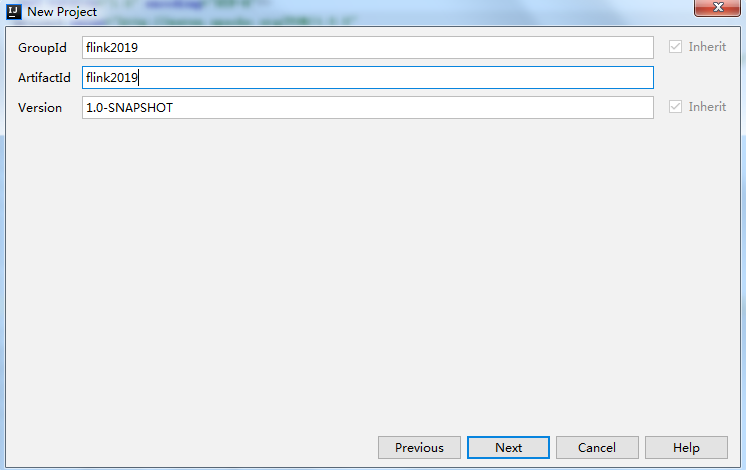 New Project
GroupId flink2019 Inherit
ArtifactId flink2019
Version 1.0-SNAPSHOT Inherit
Previous Next Cancel Help